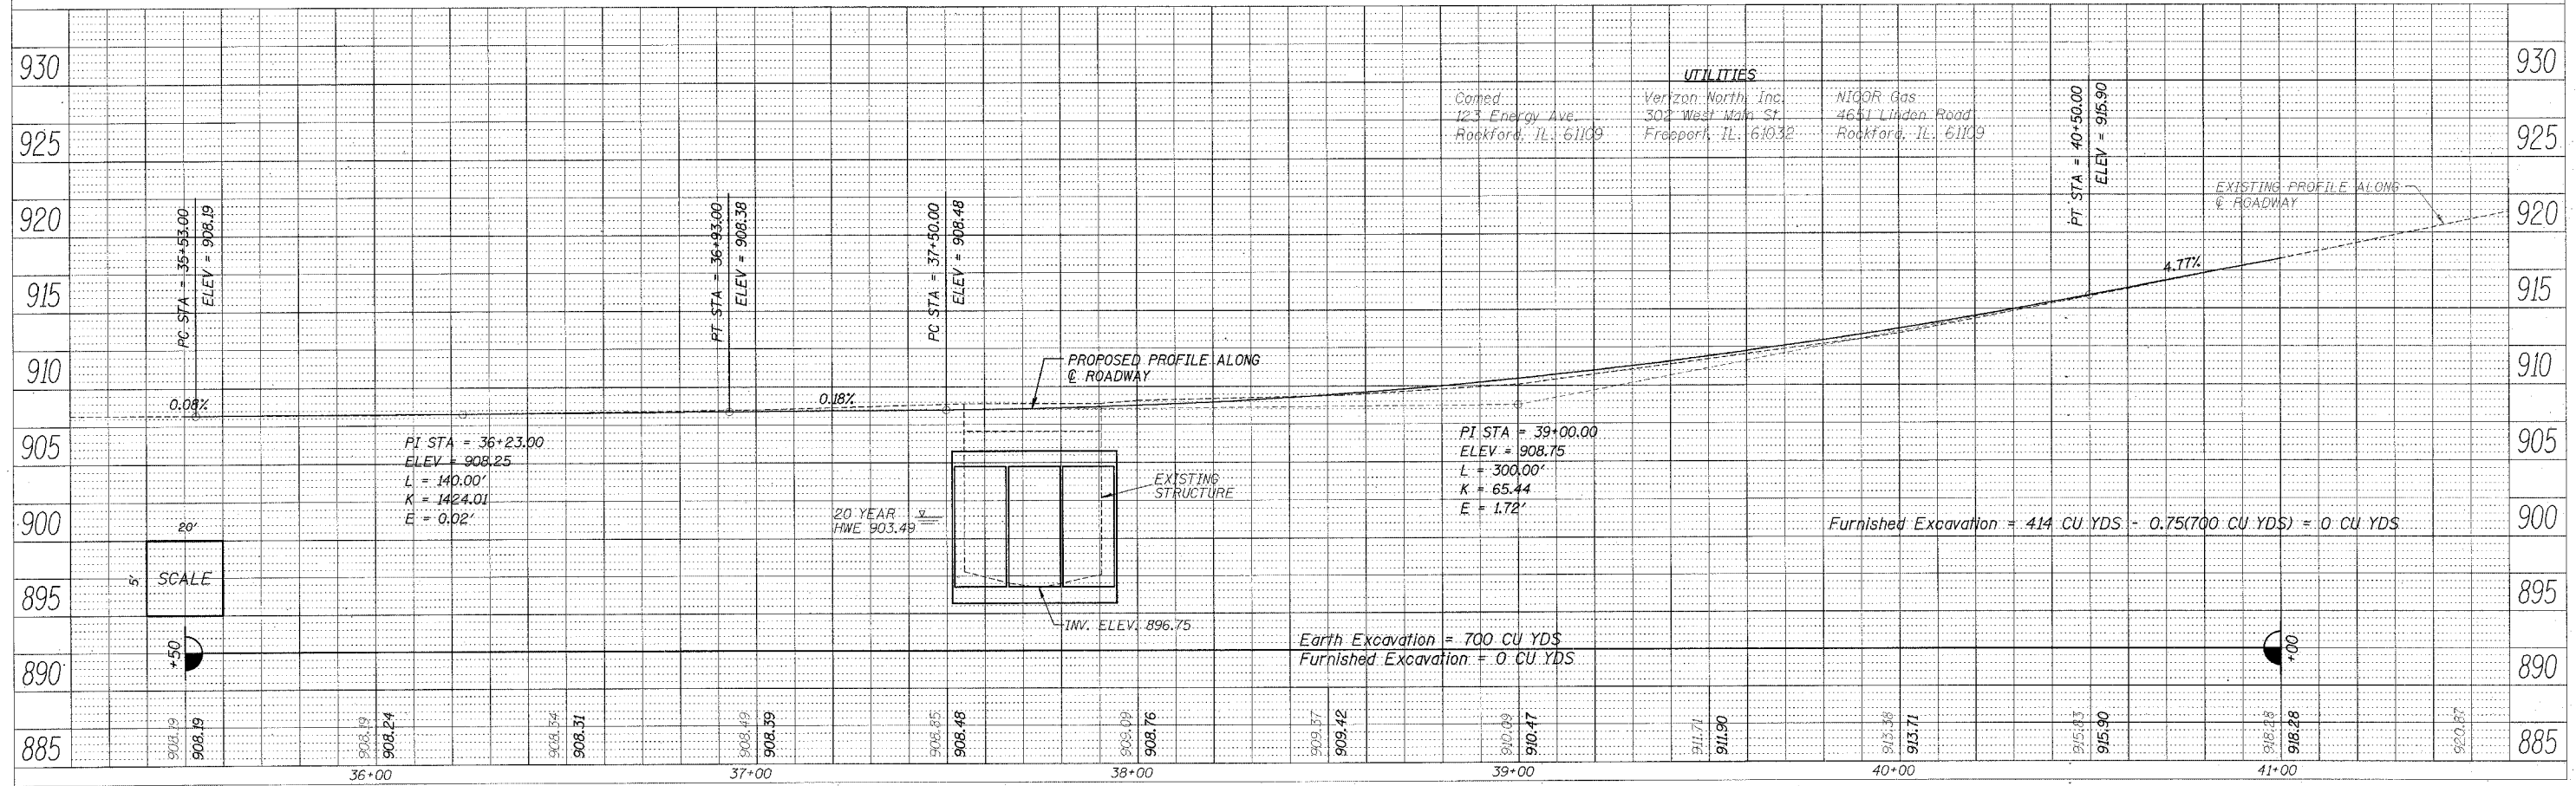 930
925
920
915
910
905
900
895
890
885
930
925
920
915
910
905
900
895
890
885
UTILITIES
Comed
123 Energy Ave.
Rockford, IL. 61109
Verizon North, Inc.
302 West Main St.
Freeport, IL. 61032
NICOR Gas
4651 Linden Road
Rockford, IL. 61109
PC STA = 35+53.00
ELEV = 908.19
PT STA = 36+93.00
ELEV = 908.38
PC STA = 37+50.00
ELEV = 908.48
PT STA = 40+50.00
ELEV = 915.90
EXISTING PROFILE ALONG
℄ ROADWAY
4.77%
PROPOSED PROFILE ALONG
℄ ROADWAY
0.08%
0.18%
PI STA = 36+23.00
ELEV = 908.25
L = 140.00'
K = 1424.01
E = 0.02'
PI STA = 39+00.00
ELEV = 908.75
L = 300.00'
K = 65.44
E = 1.72'
EXISTING
STRUCTURE
20 YEAR
HWE 903.49
20'
5'
SCALE
INV. ELEV. 896.75
Furnished Excavation = 414 CU YDS - 0.75(700 CU YDS) = 0 CU YDS
Earth Excavation = 700 CU YDS
Furnished Excavation = 0 CU YDS
+50
+00
908.19
908.19
908.19
908.24
908.34
908.31
908.49
908.39
908.85
908.48
909.09
908.76
909.37
909.42
910.09
910.47
911.71
911.90
913.38
913.71
915.83
915.90
918.28
918.28
920.87
36+00
37+00
38+00
39+00
40+00
41+00